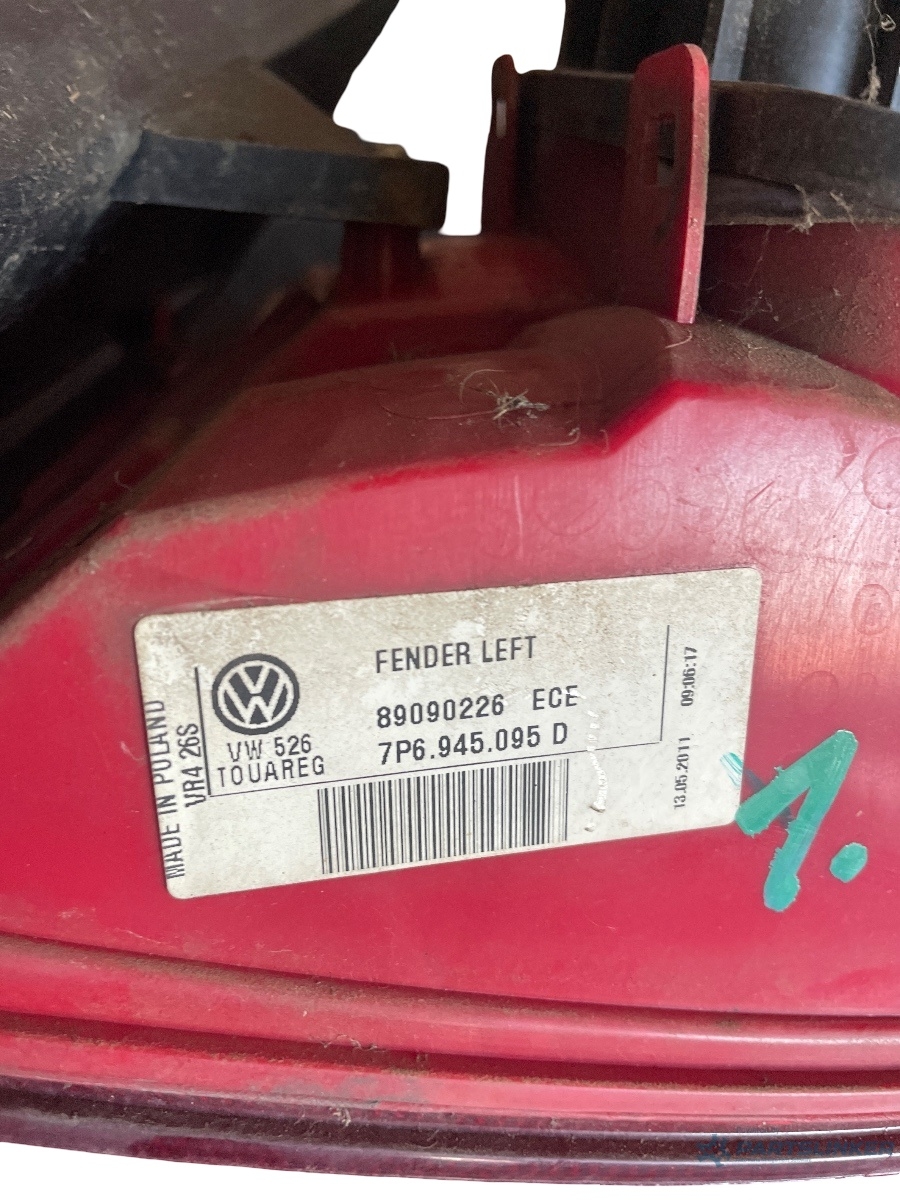 FENDER LEFT
89090226 ECE
7P6.945.095 D
VW 526
TOUAREG
MADE IN POLAND
VR4 26S
13.05.2011 09:06:17
1.